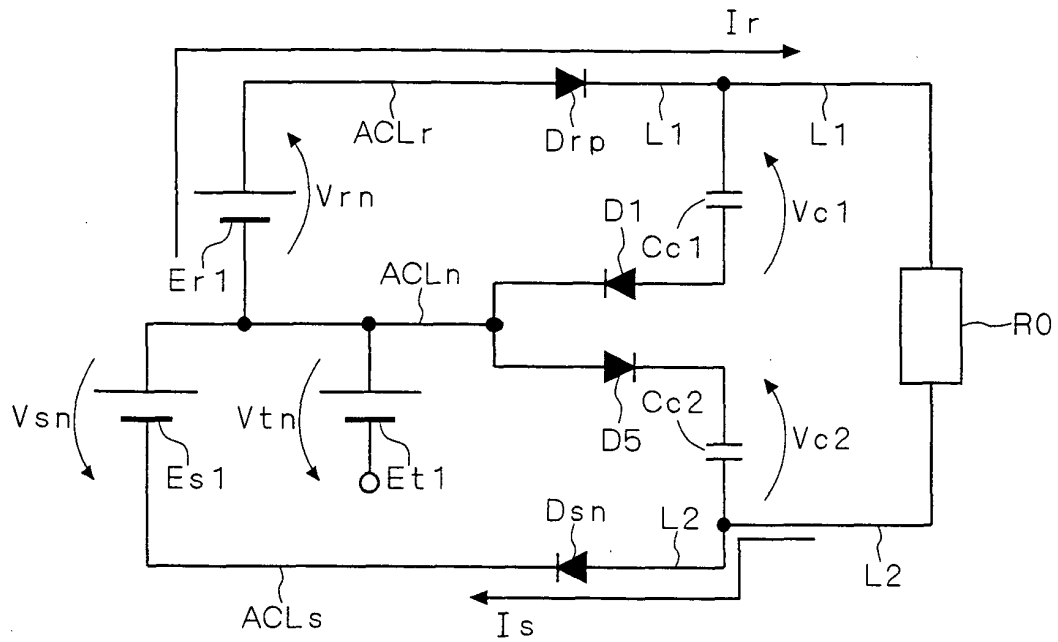 Ir
ACLr
Drp
L1
L1
Vrn
D1
Cc1
Vc1
Er1
ACLn
R0
Vsn
Vtn
Cc2
Es1
Et1
D5
Vc2
Dsn
L2
L2
ACLs
Is